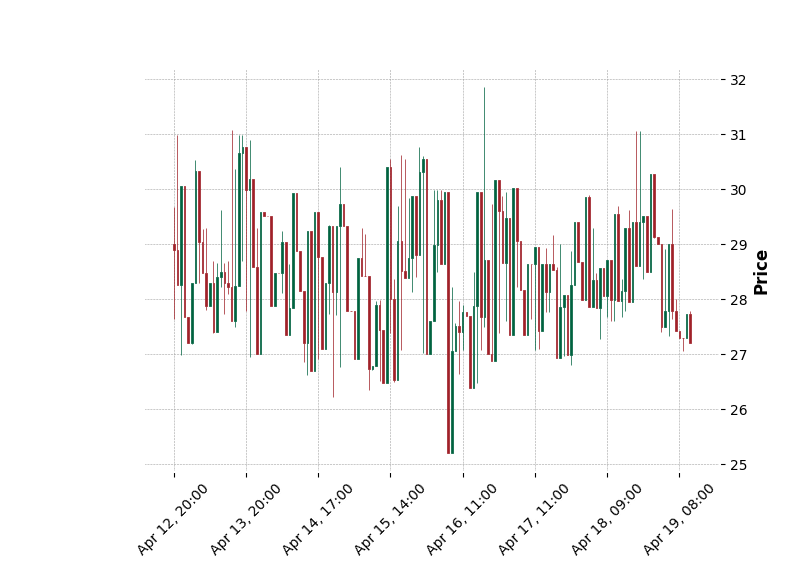 32
31
30
29
28
27
26
25
Price
Apr 12, 20:00
Apr 13, 20:00
Apr 14, 17:00
Apr 15, 14:00
Apr 16, 11:00
Apr 17, 11:00
Apr 18, 09:00
Apr 19, 08:00